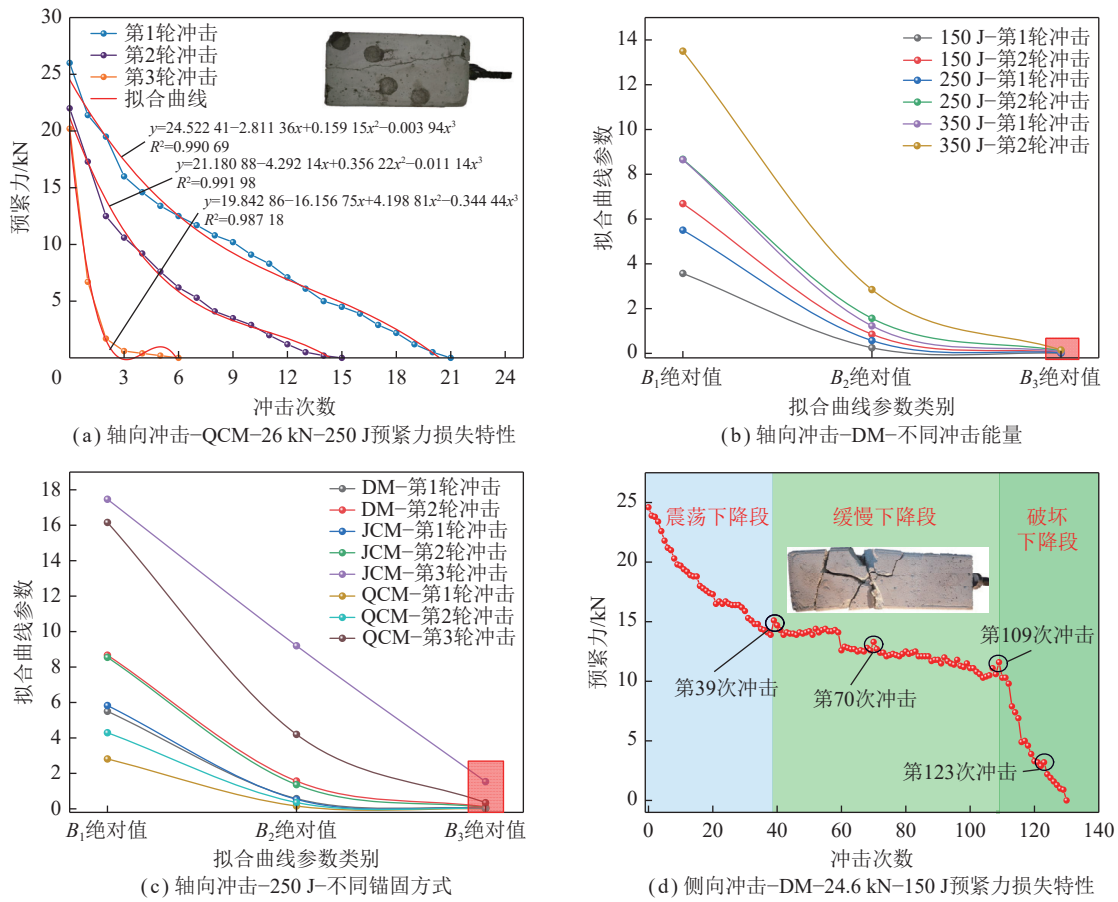 30
25
20
15
10
5
0
3
6
9
12
15
18
21
24
预紧力/kN
冲击次数
第1轮冲击
第2轮冲击
第3轮冲击
拟合曲线
y=24.522 41−2.811 36x+0.159 15x²−0.003 94x³
R²=0.990 69
y=21.180 88−4.292 14x+0.356 22x²−0.011 14x³
R²=0.991 98
y=19.842 86−16.156 75x+4.198 81x²−0.344 44x³
R²=0.987 18
(a) 轴向冲击−QCM−26 kN−250 J预紧力损失特性
14
12
10
8
6
4
2
0
拟合曲线参数
150 J−第1轮冲击
150 J−第2轮冲击
250 J−第1轮冲击
250 J−第2轮冲击
350 J−第1轮冲击
350 J−第2轮冲击
B₁绝对值
B₂绝对值
B₃绝对值
拟合曲线参数类别
(b) 轴向冲击−DM−不同冲击能量
18
16
14
12
10
8
6
4
2
0
拟合曲线参数
DM−第1轮冲击
DM−第2轮冲击
JCM−第1轮冲击
JCM−第2轮冲击
JCM−第3轮冲击
QCM−第1轮冲击
QCM−第2轮冲击
QCM−第3轮冲击
B₁绝对值
B₂绝对值
B₃绝对值
拟合曲线参数类别
(c) 轴向冲击−250 J−不同锚固方式
25
20
15
10
5
0
预紧力/kN
震荡下降段
缓慢下降段
破坏
下降段
第39次冲击
第70次冲击
第109次冲击
第123次冲击
0
20
40
60
80
100
120
140
冲击次数
(d) 侧向冲击−DM−24.6 kN−150 J预紧力损失特性